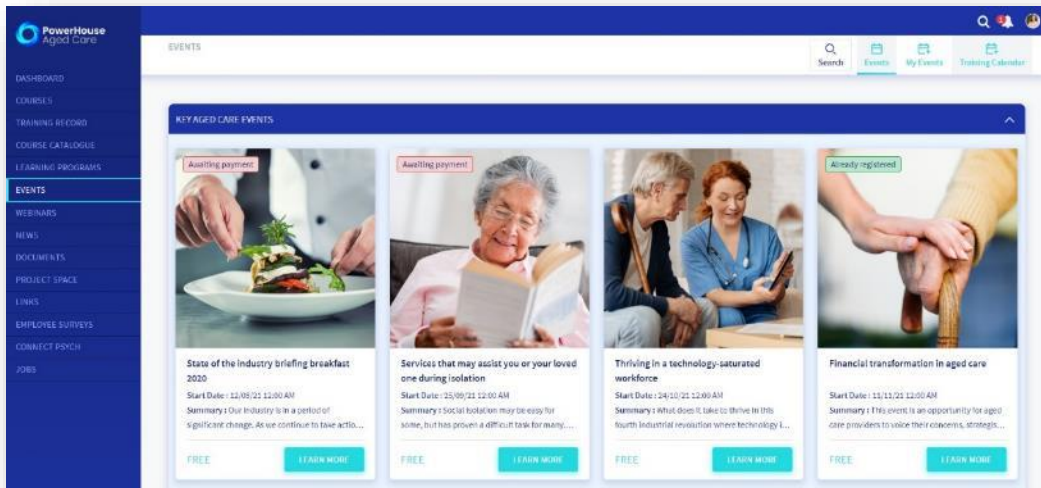 PowerHouse
Aged Care
EVENTS
Search
Events
My Events
Training Calendar
DASHBOARD
COURSES
TRAINING RECORD
COURSE CATALOGUE
LEARNING PROGRAMS
EVENTS
WEBINARS
NEWS
DOCUMENTS
PROJECT SPACE
LINKS
EMPLOYEE SURVEYS
CONNECT PSYCH
JOBS
KEY AGED CARE EVENTS
Awaiting payment
State of the industry briefing breakfast
2020
Start Date : 12/08/21 12:00 AM
Summary : Our industry is in a period of
significant change. As we continue to take actio...
FREE
LEARN MORE
Awaiting payment
Services that may assist you or your loved
one during isolation
Start Date : 25/09/21 12:00 AM
Summary : Social isolation may be easy for
some, but has proven a difficult task for many....
FREE
LEARN MORE
Thriving in a technology-saturated
workforce
Start Date : 24/10/21 12:00 AM
Summary : What does it take to thrive in this
fourth industrial revolution where technology i...
FREE
LEARN MORE
Already registered
Financial transformation in aged care
Start Date : 11/11/21 12:00 AM
Summary : This event is an opportunity for aged
care providers to voice their concerns, strategis...
FREE
LEARN MORE